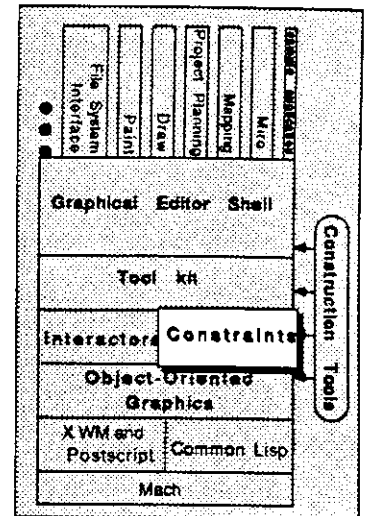 File System
Interface
Paint
Draw
Project Planning
Mapping
Miro
Graphical Editor Shell
Construction Tools
Tool kit
Interactors
Constraints
Object-Oriented
Graphics
X WM and
Postscript
Common Lisp
Mach